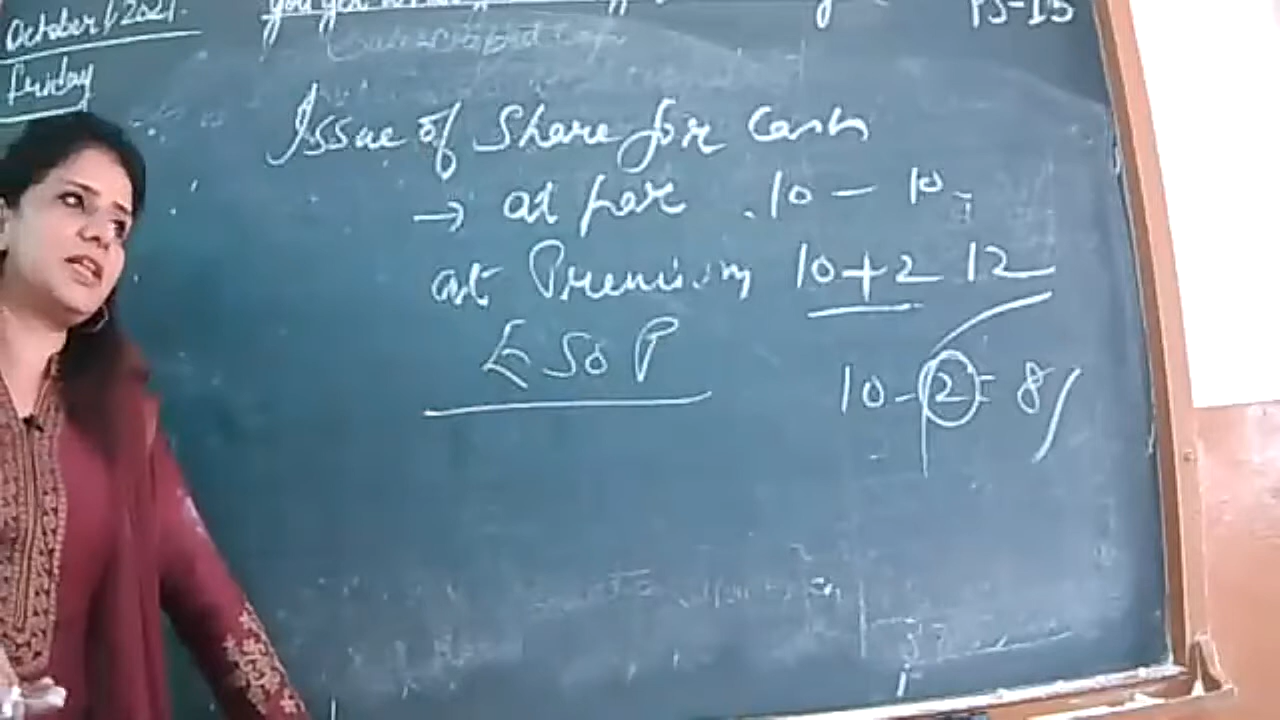 October/2021.
Friday
PS-15
Issue of Share for Cash
→ at par .10 – 10
at Premium 10+2 12
ESOP
10-2=8/